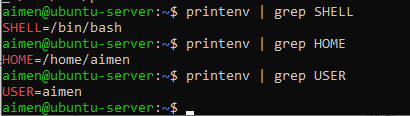 aimen@ubuntu-server:~$ printenv | grep SHELL
SHELL=/bin/bash
aimen@ubuntu-server:~$ printenv | grep HOME
HOME=/home/aimen
aimen@ubuntu-server:~$ printenv | grep USER
USER=aimen
aimen@ubuntu-server:~$